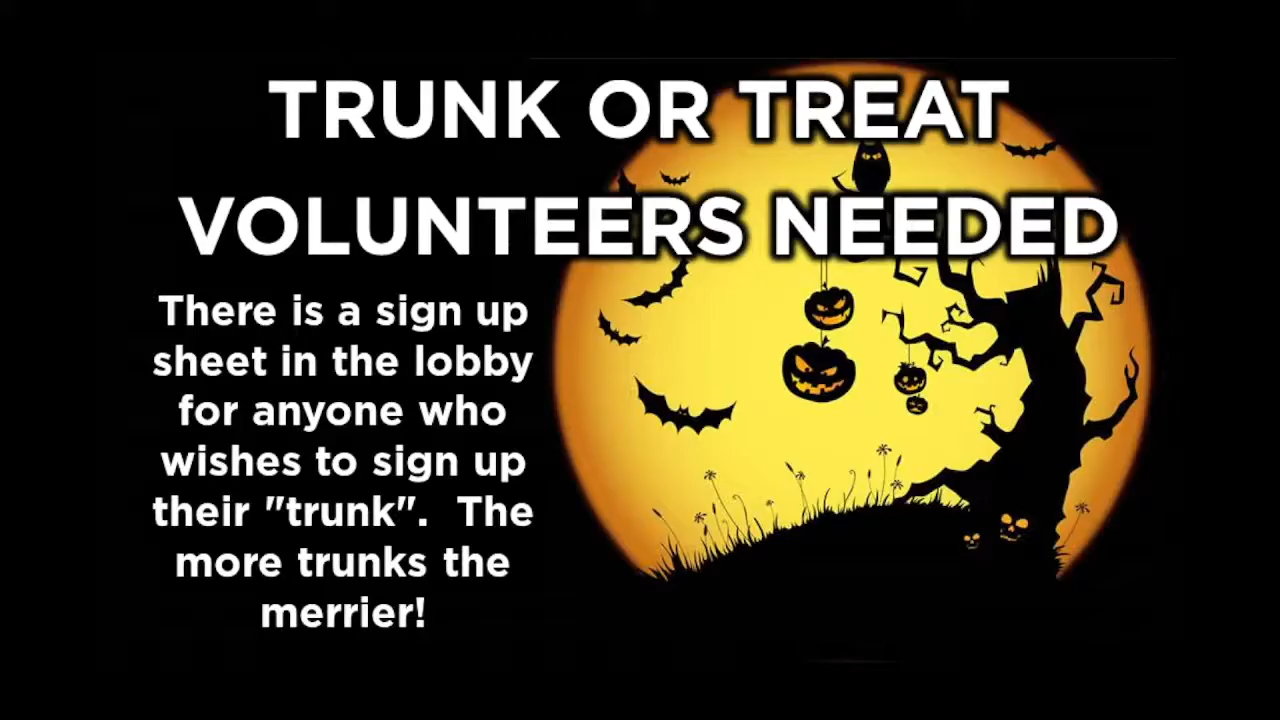 TRUNK OR TREAT
VOLUNTEERS NEEDED
There is a sign up
sheet in the lobby
for anyone who
wishes to sign up
their "trunk".  The
more trunks the
merrier!